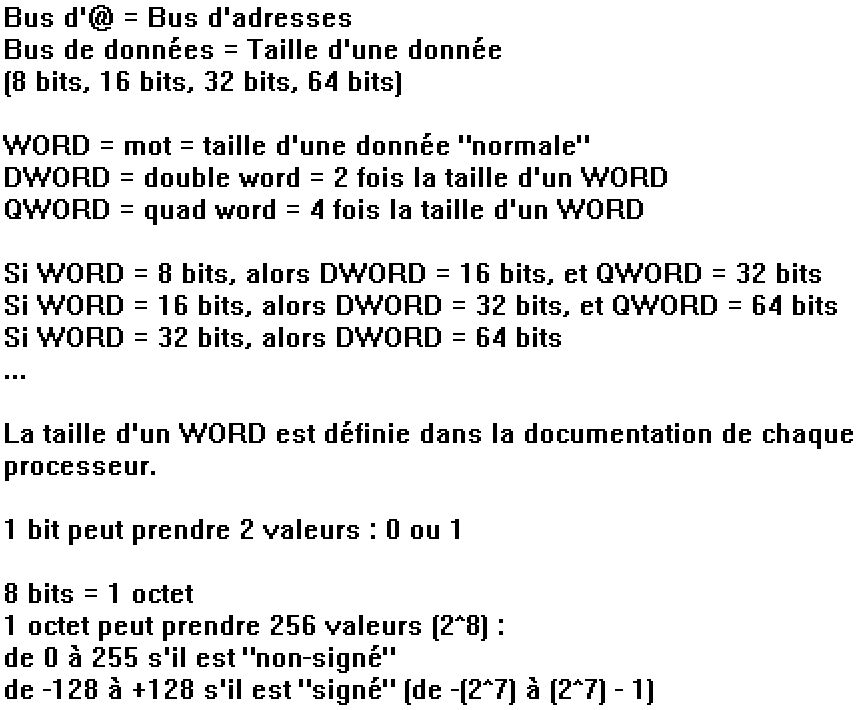 Bus d'@ = Bus d'adresses
Bus de données = Taille d'une donnée
(8 bits, 16 bits, 32 bits, 64 bits)
WORD = mot = taille d'une donnée "normale"
DWORD = double word = 2 fois la taille d'un WORD
QWORD = quad word = 4 fois la taille d'un WORD
Si WORD = 8 bits, alors DWORD = 16 bits, et QWORD = 32 bits
Si WORD = 16 bits, alors DWORD = 32 bits, et QWORD = 64 bits
Si WORD = 32 bits, alors DWORD = 64 bits
...
La taille d'un WORD est définie dans la documentation de chaque
processeur.
1 bit peut prendre 2 valeurs : 0 ou 1
8 bits = 1 octet
1 octet peut prendre 256 valeurs (2^8) :
de 0 à 255 s'il est "non-signé"
de -128 à +128 s'il est "signé" (de -(2^7) à (2^7) - 1)